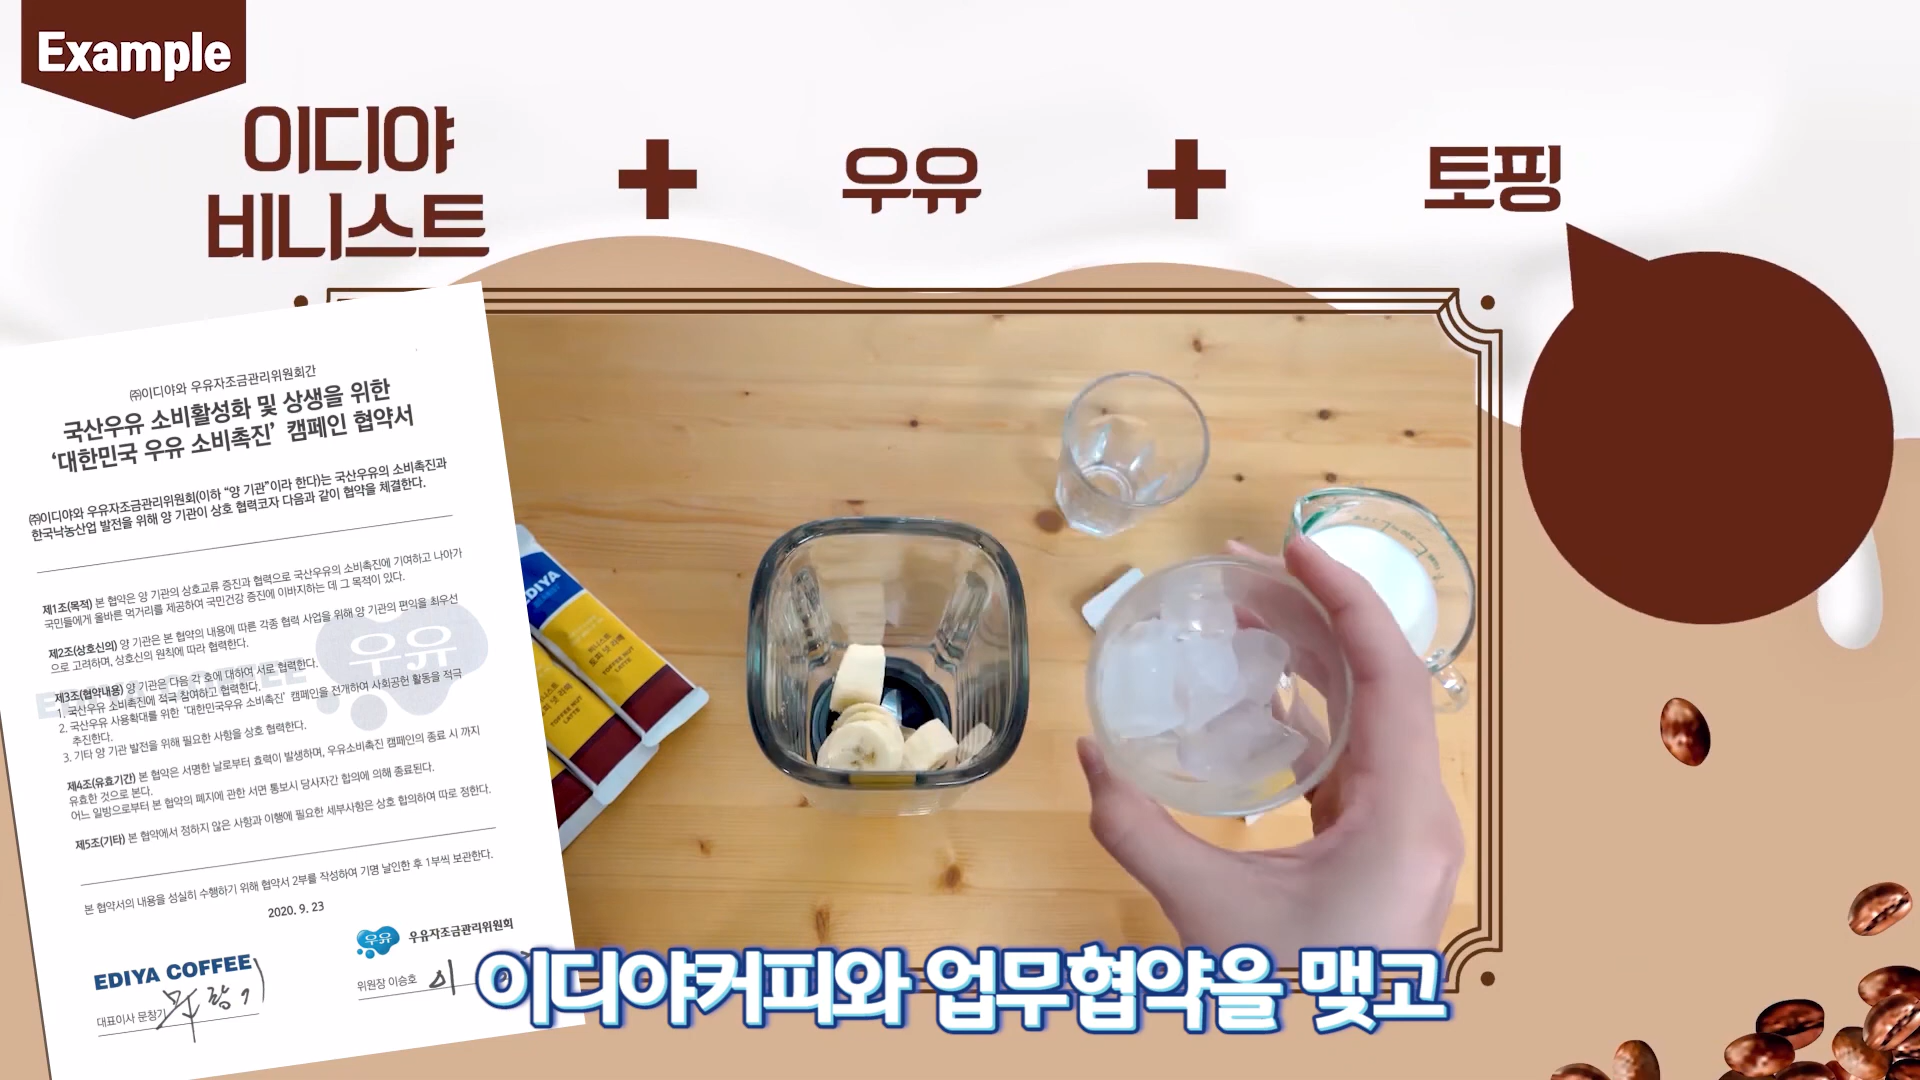 Example
이디야
비니스트
+
우유
+
토핑
㈜이디야와 우유자조금관리위원회간
국산우유 소비활성화 및 상생을 위한
‘대한민국 우유 소비촉진’ 캠페인 협약서
㈜이디야와 우유자조금관리위원회(이하 “양 기관”이라 한다)는 국산우유의 소비촉진과
한국낙농산업 발전을 위해 양 기관이 상호 협력코자 다음과 같이 협약을 체결한다.
제1조(목적) 본 협약은 양 기관의 상호교류 증진과 협력으로 국산우유의 소비촉진에 기여하고 나아가
국민들에게 올바른 먹거리를 제공하여 국민건강 증진에 이바지하는 데 그 목적이 있다.
제2조(상호신의) 양 기관은 본 협약의 내용에 따른 각종 협력 사업을 위해 양 기관의 편익을 최우선
으로 고려하며, 상호신의 원칙에 따라 협력한다.
제3조(협약내용) 양 기관은 다음 각 호에 대하여 서로 협력한다.
1. 국산우유 소비촉진에 적극 참여하고 협력한다.
2. 국산우유 사용확대를 위한 ‘대한민국우유 소비촉진’ 캠페인을 전개하여 사회공헌 활동을 적극
추진한다.
3. 기타 양 기관 발전을 위해 필요한 사항을 상호 협력한다.
제4조(유효기간) 본 협약은 서명한 날로부터 효력이 발생하며, 우유소비촉진 캠페인의 종료 시 까지
유효한 것으로 본다.
어느 일방으로부터 본 협약의 폐지에 관한 서면 통보시 당사자간 합의에 의해 종료된다.
제5조(기타) 본 협약에서 정하지 않은 사항과 이행에 필요한 세부사항은 상호 합의하여 따로 정한다.
본 협약서의 내용을 성실히 수행하기 위해 협약서 2부를 작성하여 기명 날인한 후 1부씩 보관한다.
2020. 9. 23
EDIYA COFFEE
대표이사 문창기
우유 우유자조금관리위원회
위원장 이승호
우유
EDIYA
비니스트
토피 넛 라떼
TOFFEE NUT
LATTE
TOFFEE NUT
LATTE
이디야커피와 업무협약을 맺고